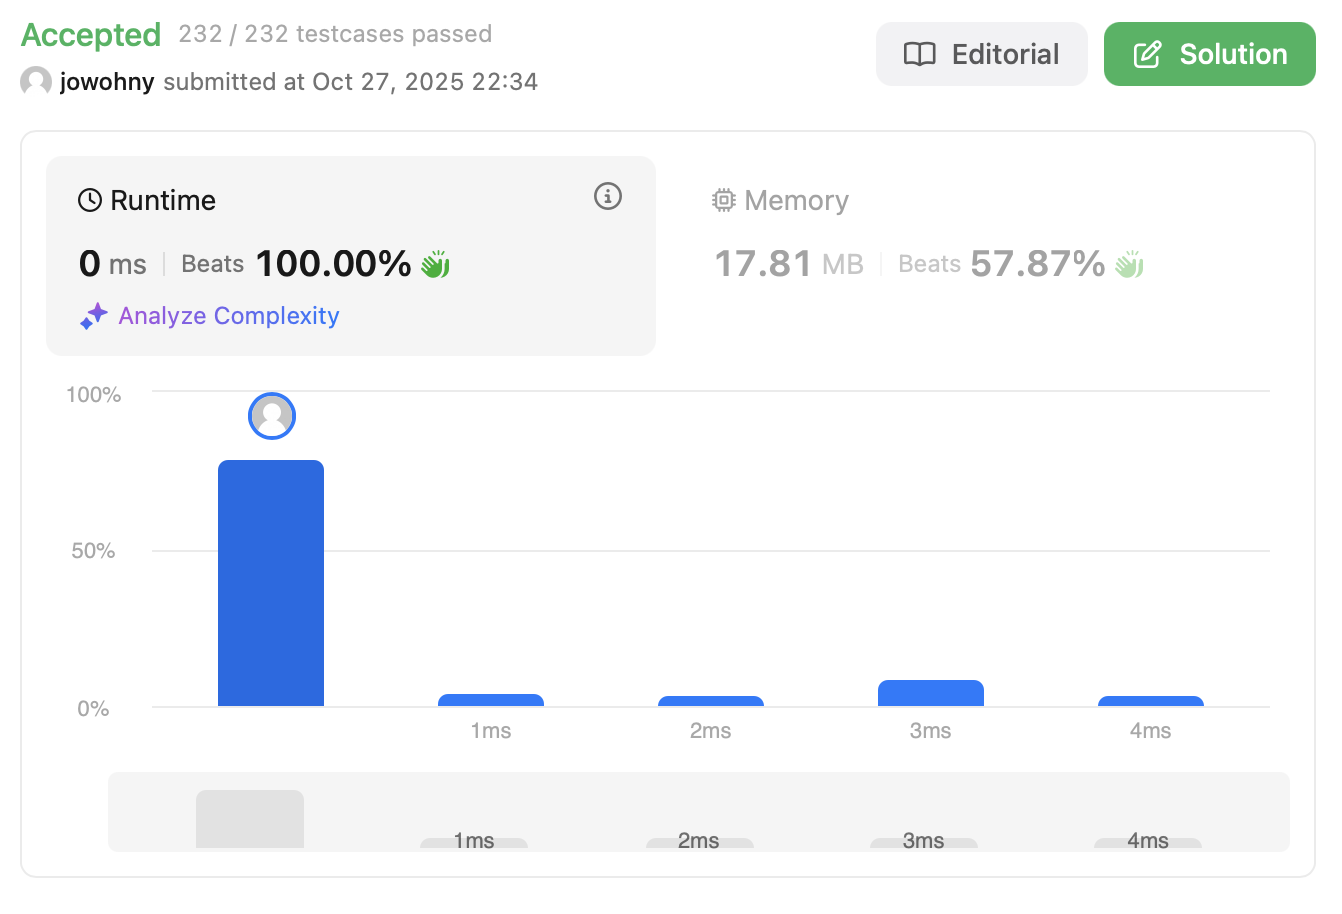 Accepted 232 / 232 testcases passed
jowohny submitted at Oct 27, 2025 22:34
Editorial
Solution
Runtime
0 ms Beats 100.00%
Analyze Complexity
Memory
17.81 MB Beats 57.87%
100%
50%
0%
1ms 2ms 3ms 4ms
1ms 2ms 3ms 4ms